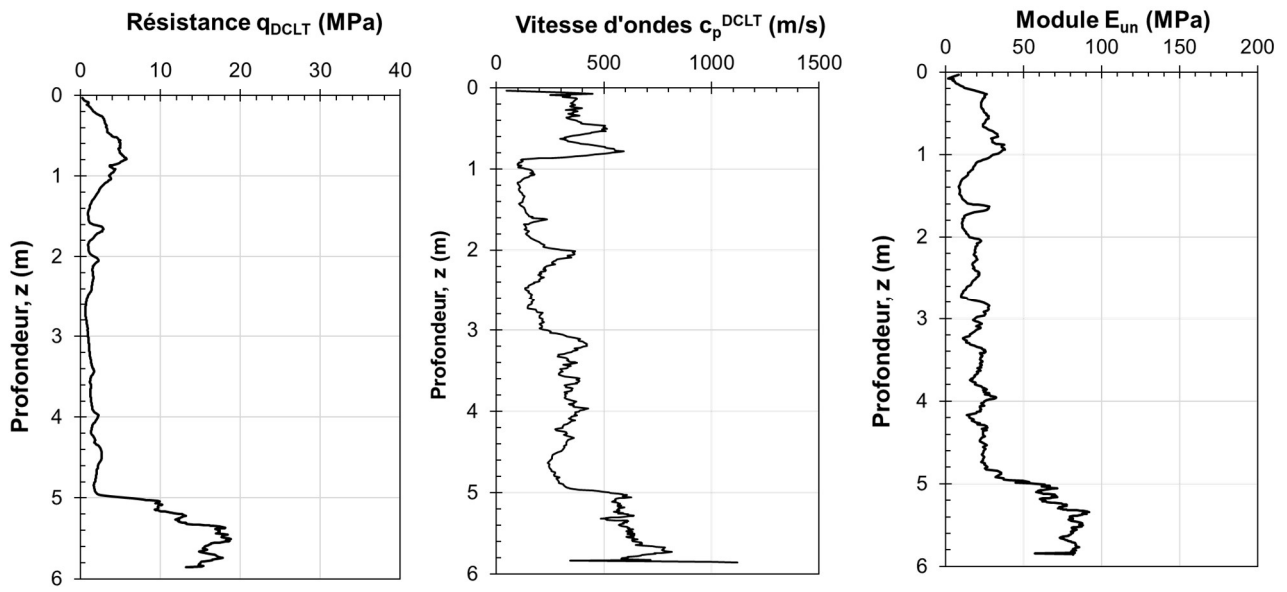 Résistance qDCLT (MPa)
0 10 20 30 40
0
1
2
3
4
5
6
Profondeur, z (m)
Vitesse d'ondes cpDCLT (m/s)
0 500 1000 1500
0
1
2
3
4
5
6
Profondeur, z (m)
Module Eun (MPa)
0 50 100 150 200
0
1
2
3
4
5
6
Profondeur, z (m)